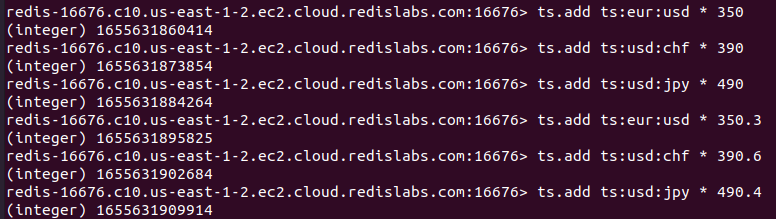 redis-16676.c10.us-east-1-2.ec2.cloud.redislabs.com:16676> ts.add ts:eur:usd * 350
(integer) 1655631860414
redis-16676.c10.us-east-1-2.ec2.cloud.redislabs.com:16676> ts.add ts:usd:chf * 390
(integer) 1655631873854
redis-16676.c10.us-east-1-2.ec2.cloud.redislabs.com:16676> ts.add ts:usd:jpy * 490
(integer) 1655631884264
redis-16676.c10.us-east-1-2.ec2.cloud.redislabs.com:16676> ts.add ts:eur:usd * 350.3
(integer) 1655631895825
redis-16676.c10.us-east-1-2.ec2.cloud.redislabs.com:16676> ts.add ts:usd:chf * 390.6
(integer) 1655631902684
redis-16676.c10.us-east-1-2.ec2.cloud.redislabs.com:16676> ts.add ts:usd:jpy * 490.4
(integer) 1655631909914